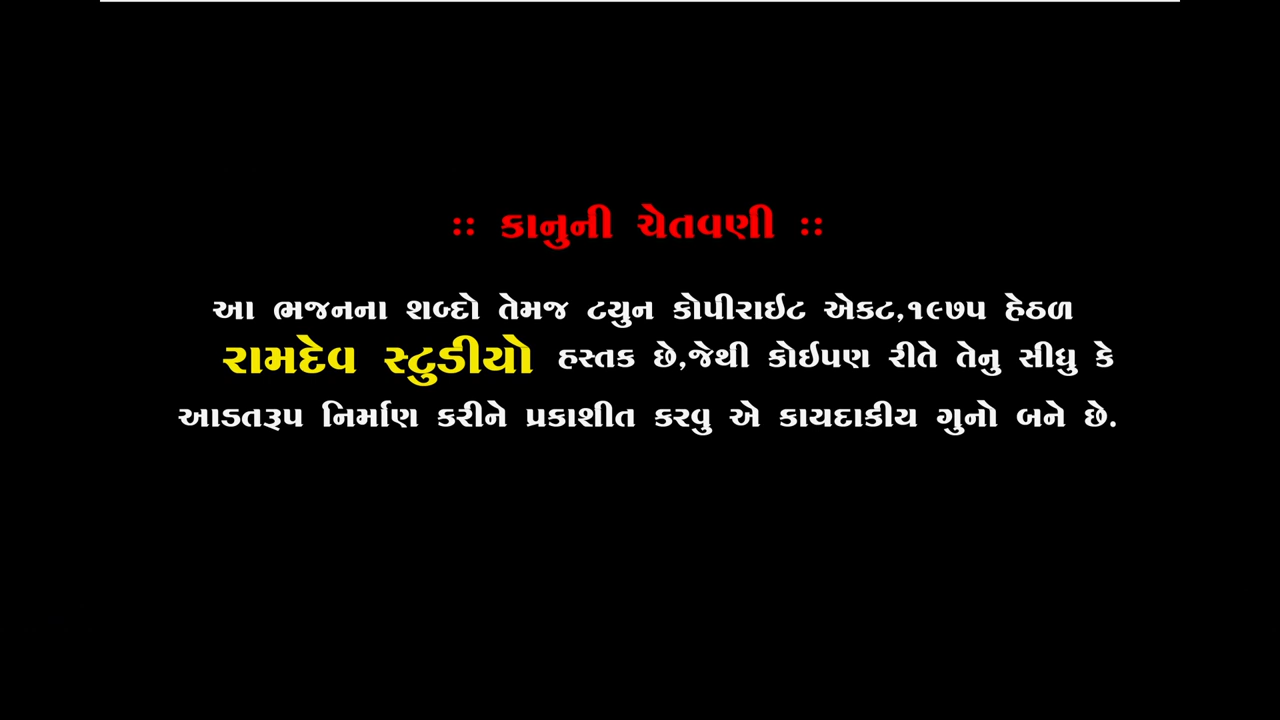 :: કાનુની ચેતવણી ::
આ ભજનના શબ્દો તેમજ ટયુન કોપીરાઈટ એકટ,૧૯૭૫ હેઠળ
રામદેવ સ્ટુડીયો હસ્તક છે,જેથી કોઈપણ રીતે તેનુ સીધુ કે
આડતરૂપ નિર્માણ કરીને પ્રકાશીત કરવુ એ કાયદાકીય ગુનો બને છે.